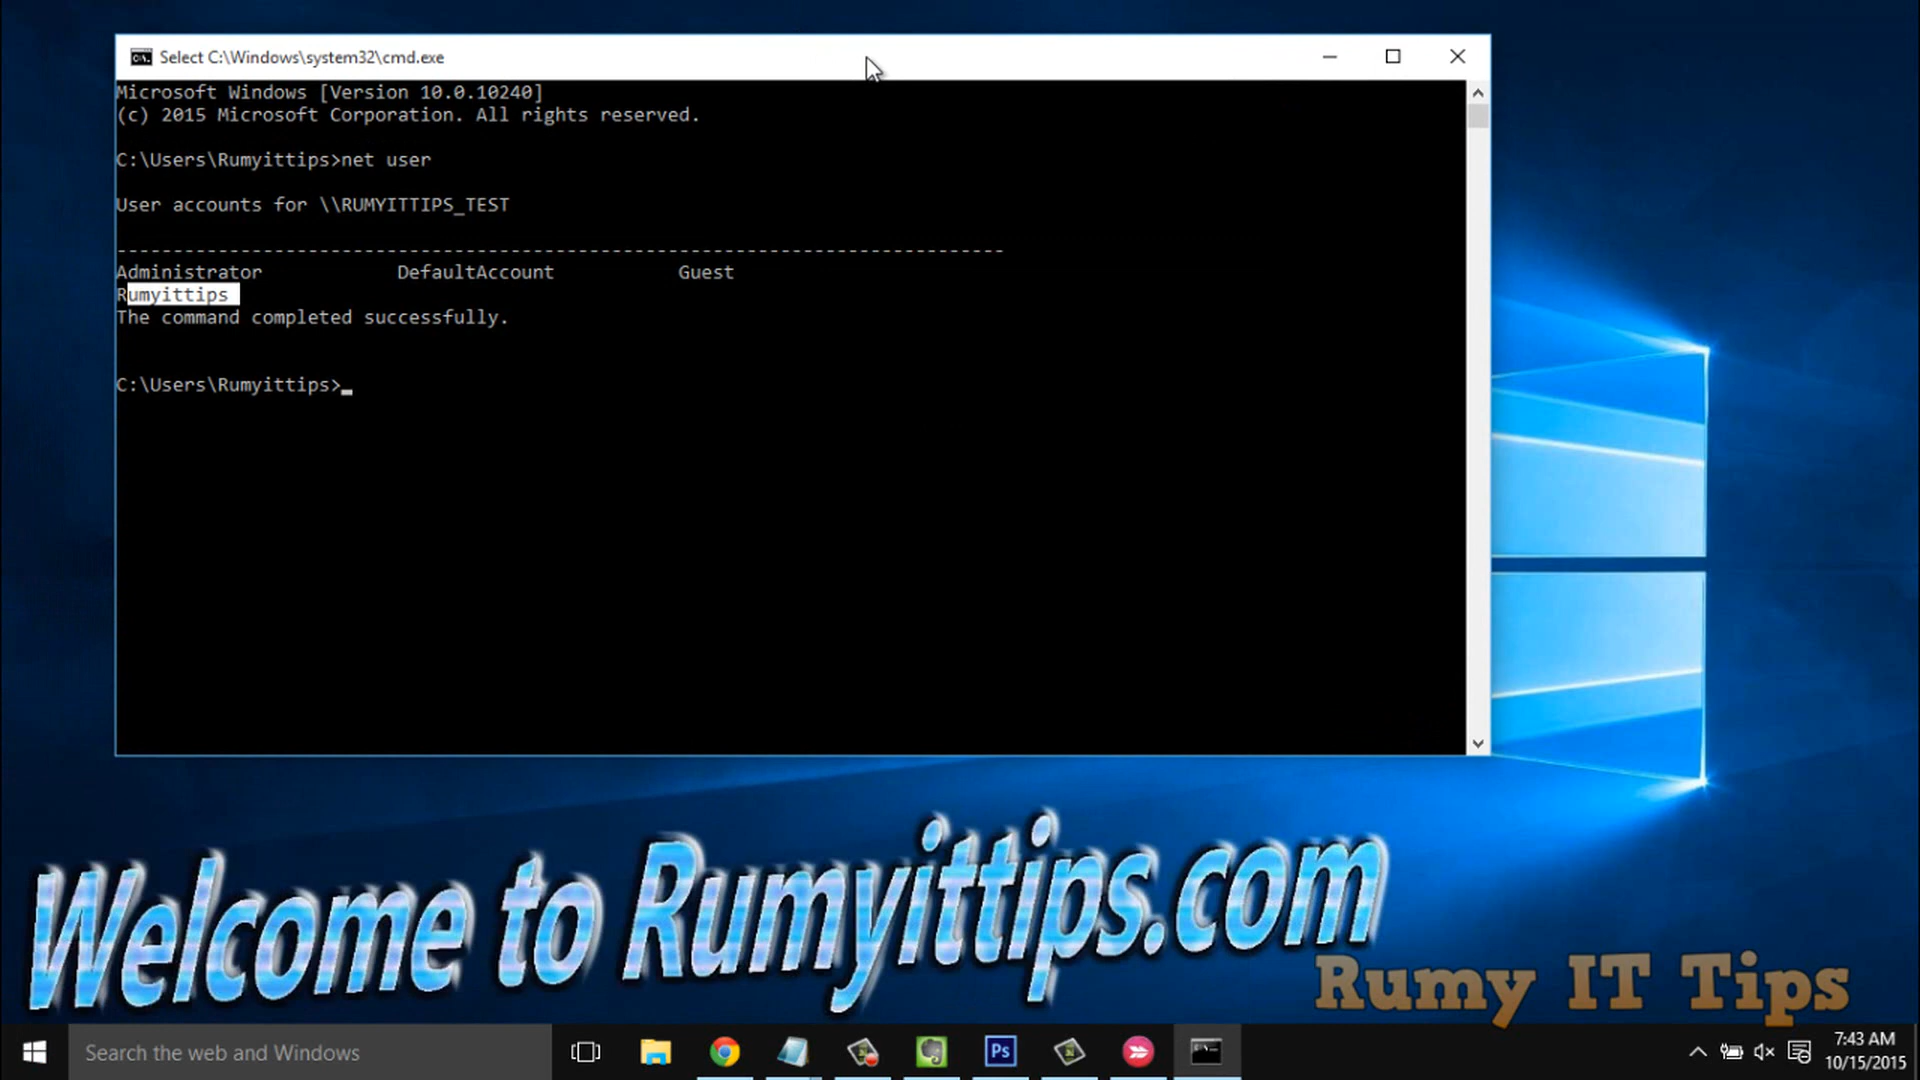 Select C:\Windows\system32\cmd.exe
Microsoft Windows [Version 10.0.10240]
(c) 2015 Microsoft Corporation. All rights reserved.
C:\Users\Rumyittips>net user
User accounts for \\RUMYITTIPS_TEST
-------------------------------------------------------------------------------
Administrator DefaultAccount Guest
Rumyittips
The command completed successfully.
C:\Users\Rumyittips>_
Welcome to Rumyittips.com
Rumy IT Tips
Search the web and Windows
Ps
7:43 AM
10/15/2015